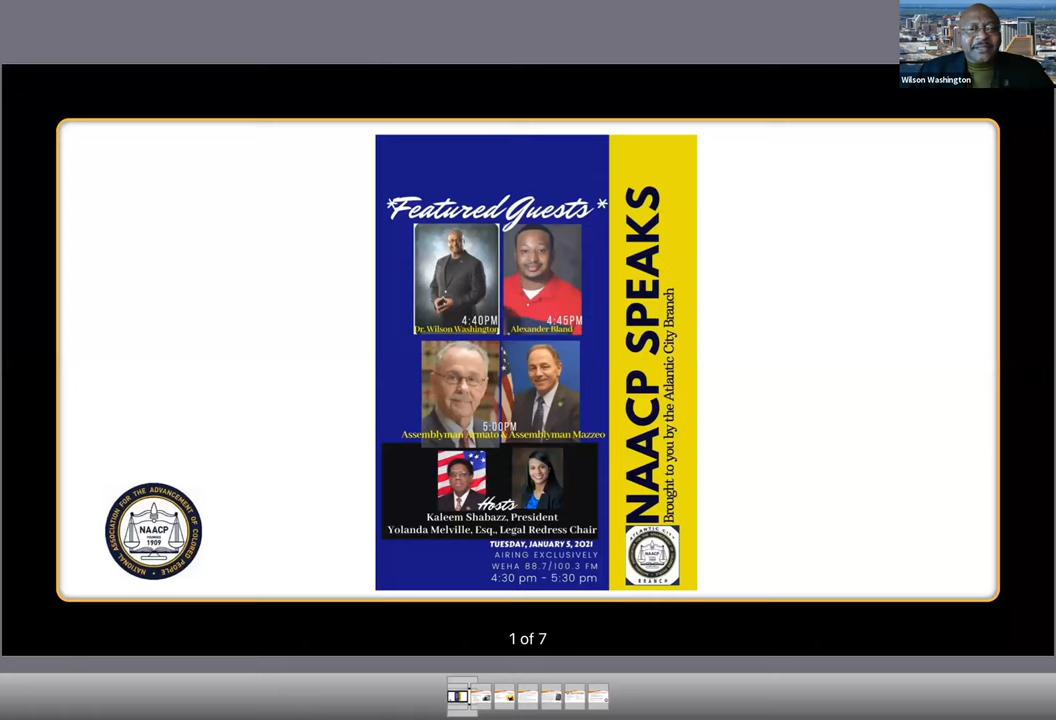 Wilson Washington
*Featured Guests*
4:40PM
Dr. Wilson Washington
4:45PM
Alexander Bland
5:00PM
Assemblyman Armato & Assemblyman Mazzeo
Hosts
Kaleem Shabazz, President
Yolanda Melville, Esq., Legal Redress Chair
TUESDAY, JANUARY 5, 2021
AIRING EXCLUSIVELY
WEHA 88.7/100.3 FM
4:30 pm - 5:30 pm
NAACP SPEAKS
Brought to you by the Atlantic City Branch
ATLANTIC CITY
NAACP
BRANCH
NATIONAL ASSOCIATION FOR THE ADVANCEMENT OF COLORED PEOPLE
NAACP
FOUNDED
1909
1 of 7